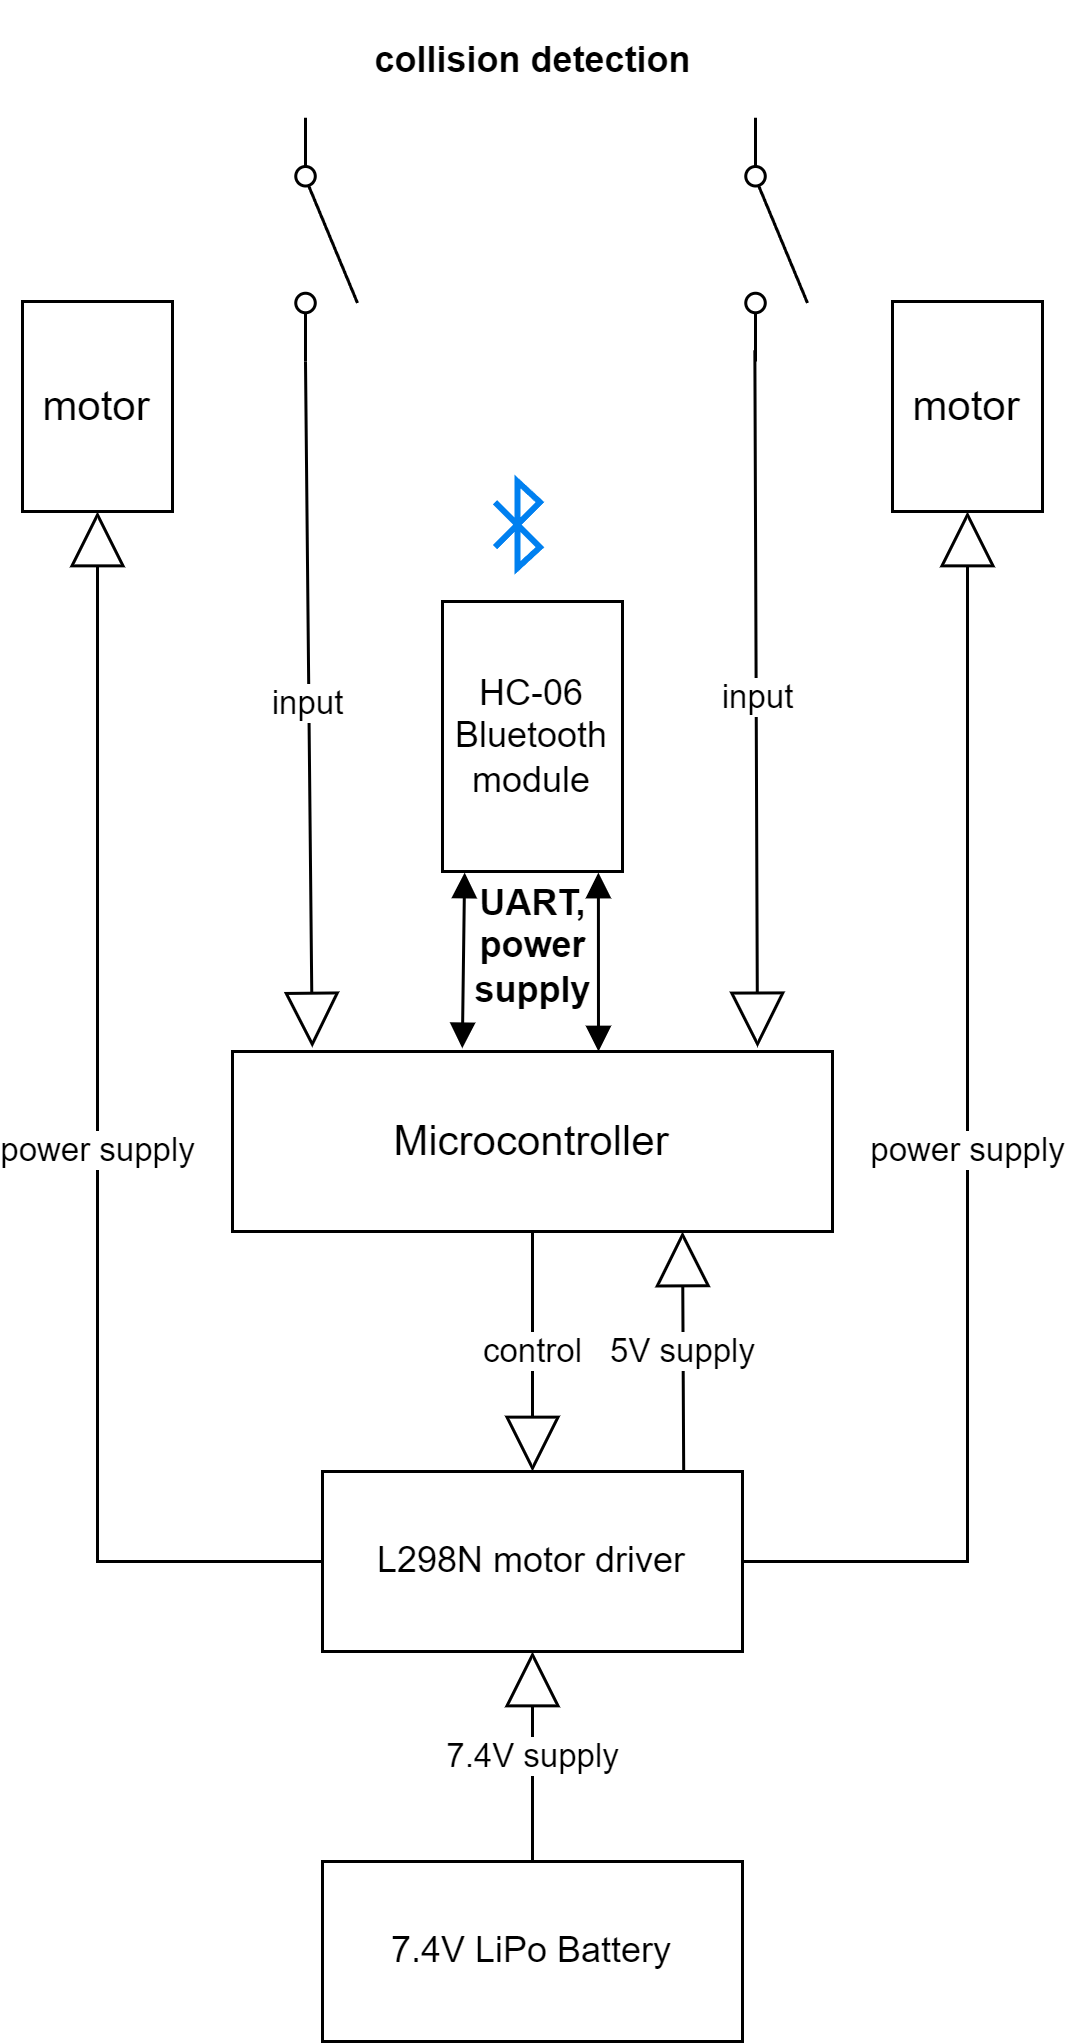 collision detection
motor
motor
input
input
HC-06
Bluetooth
module
UART,
power
supply
Microcontroller
power supply
power supply
control
5V supply
L298N motor driver
7.4V supply
7.4V LiPo Battery